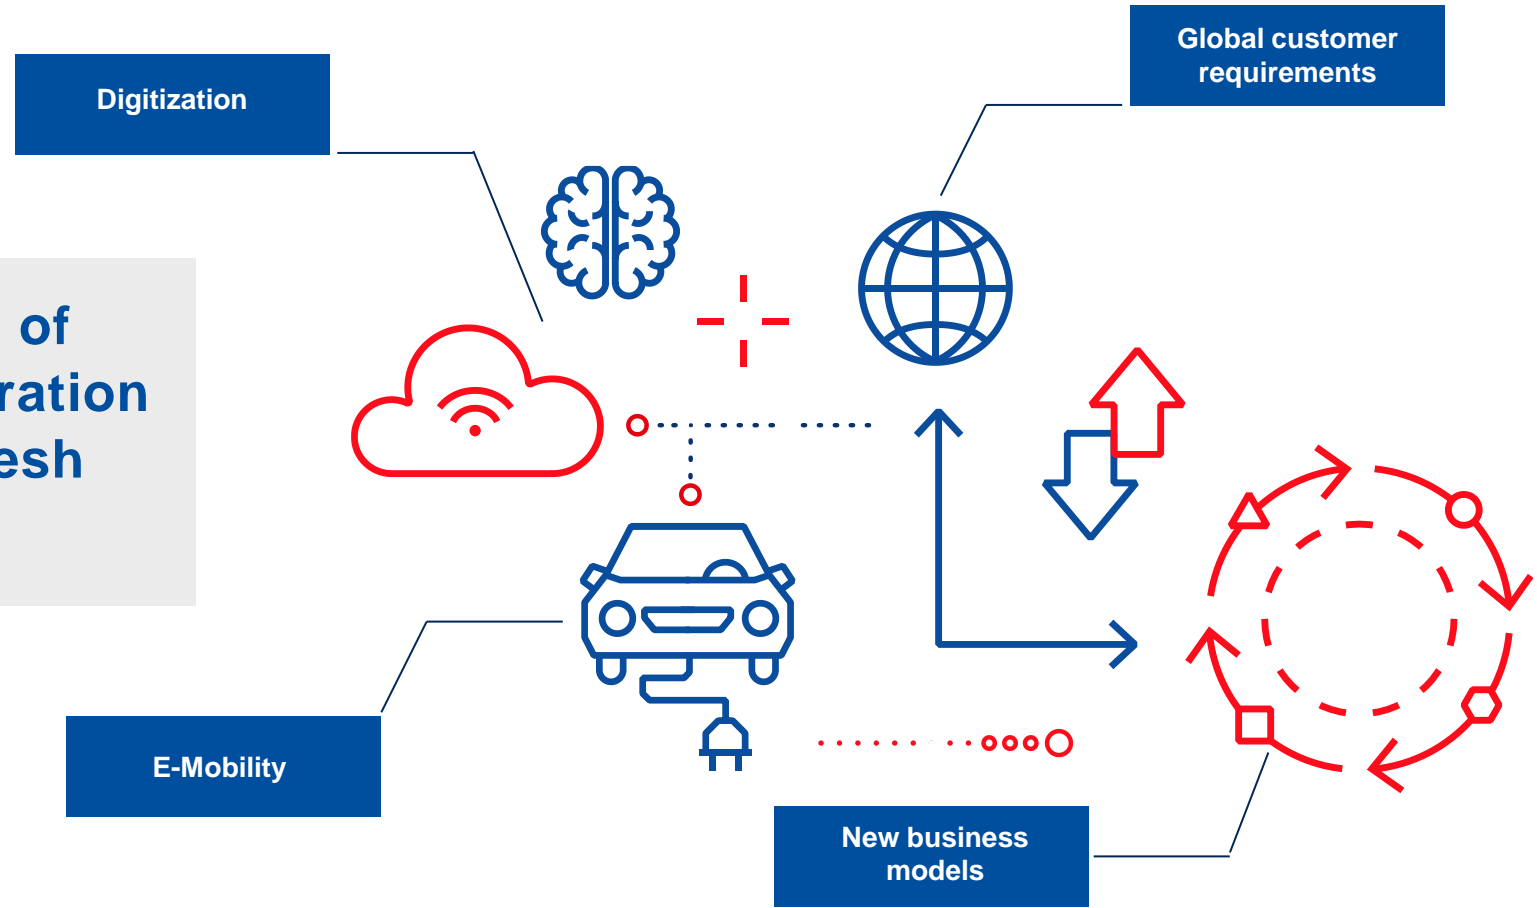 Global customer
requirements
Digitization
of
ration
esh
E-Mobility
New business
models